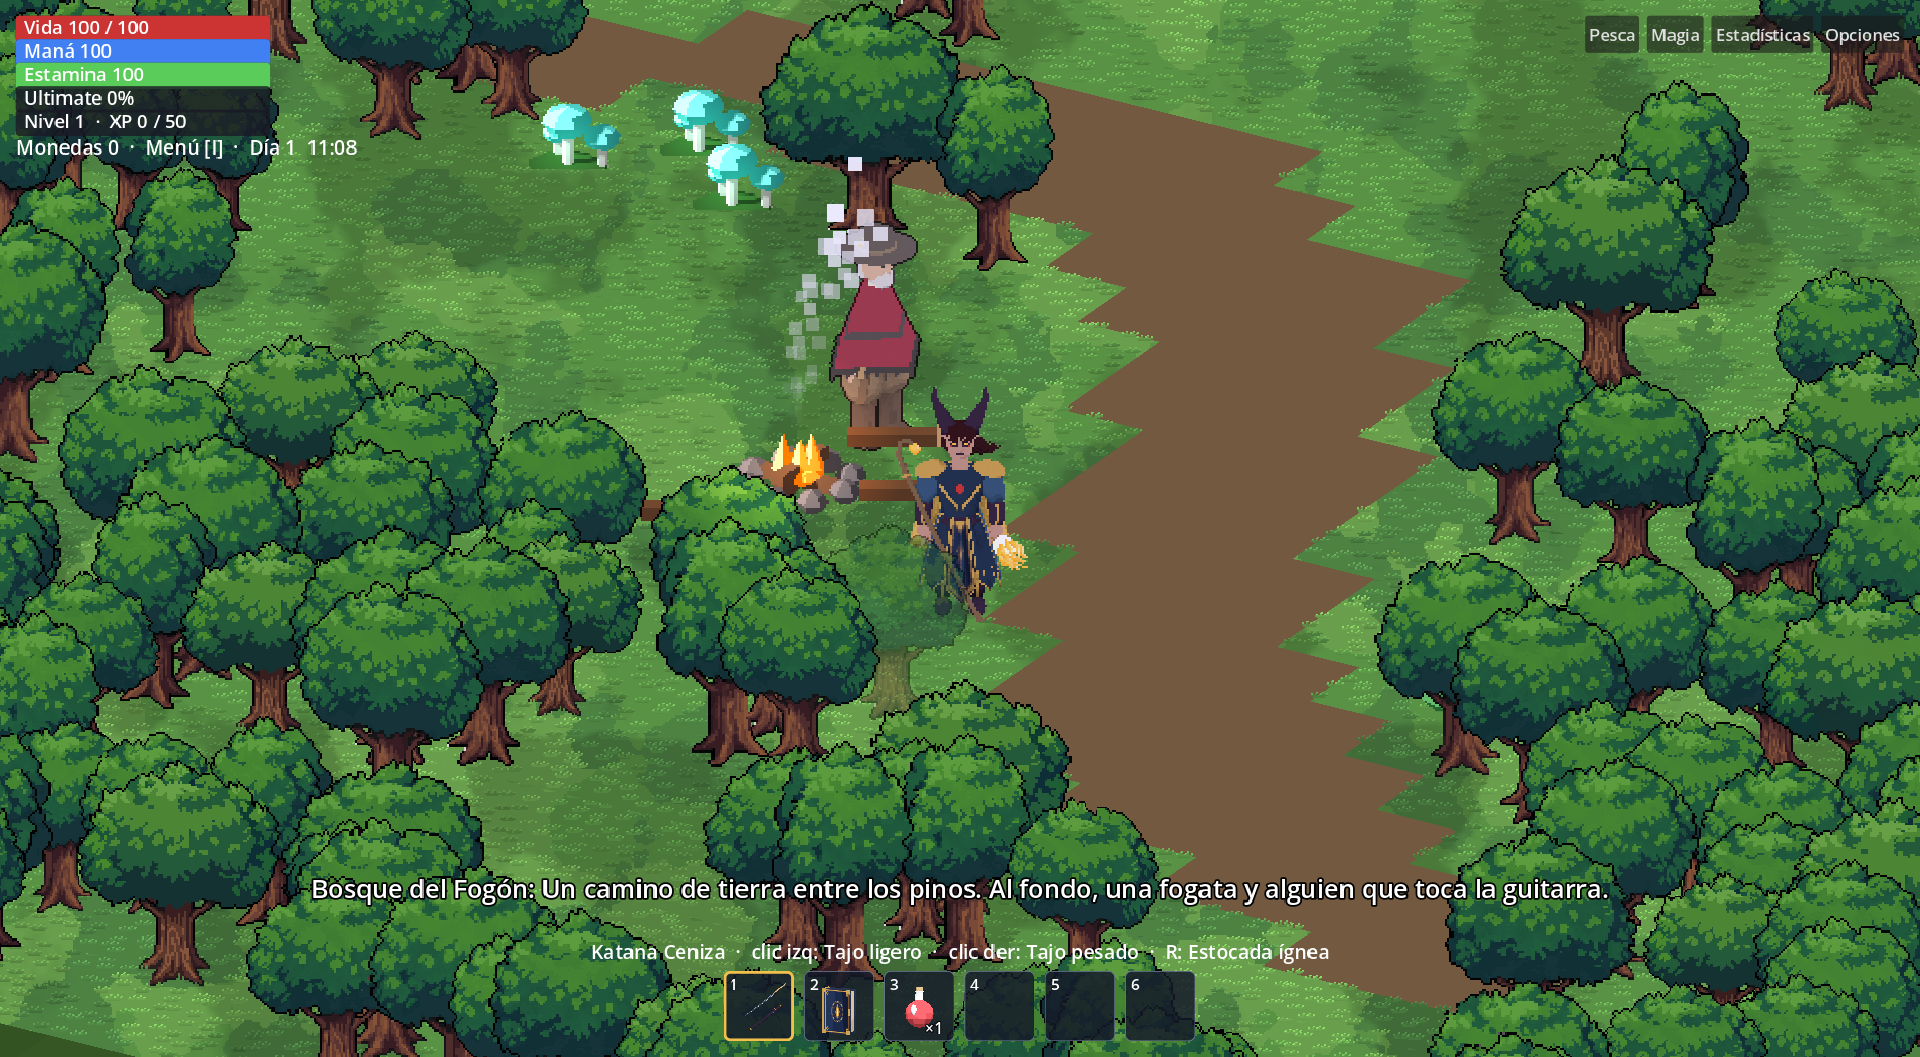 Vida 100 / 100
Maná 100
Estamina 100
Ultimate 0%
Nivel 1 · XP 0 / 50
Monedas 0 · Menú [I] · Día 1 11:08
Pesca Magia Estadísticas Opciones
Bosque del Fogón: Un camino de tierra entre los pinos. Al fondo, una fogata y alguien que toca la guitarra.
Katana Ceniza · clic izq: Tajo ligero · clic der: Tajo pesado · R: Estocada ígnea
1 2 3 4 5 6
×1